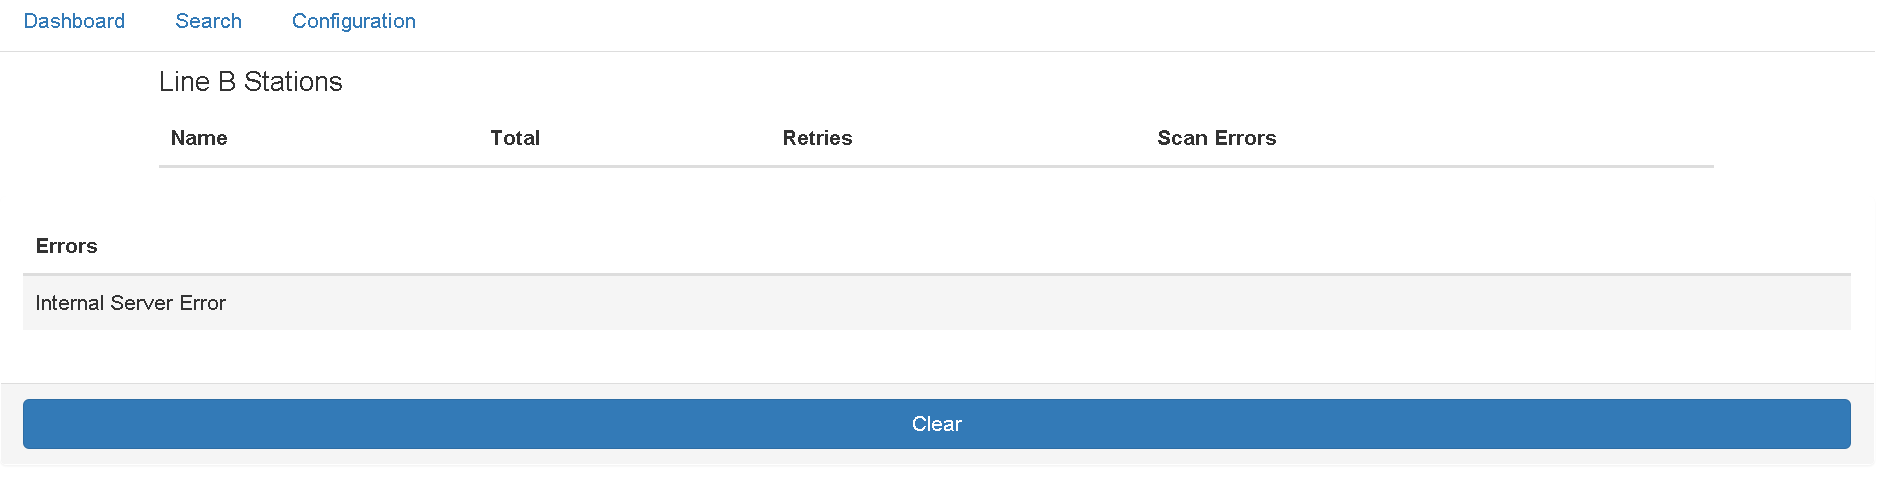 Dashboard Search Configuration
Line B Stations
Name Total Retries Scan Errors
Errors
Internal Server Error
Clear